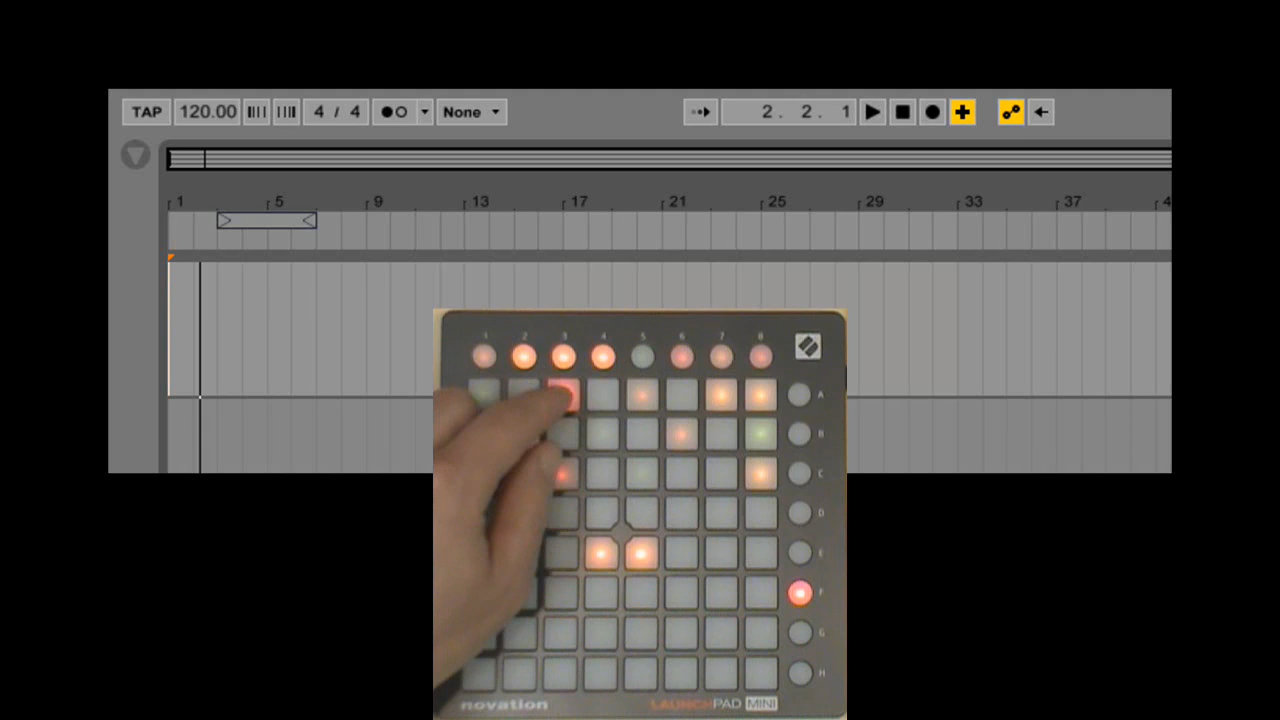 TAP 120.00 4 / 4 None 2. 2. 1
1 5 9 13 17 21 25 29 33 37 4
1 2 3 4 5 6 7 8
A
B
C
D
E
F
G
H
novation LAUNCHPAD MINI